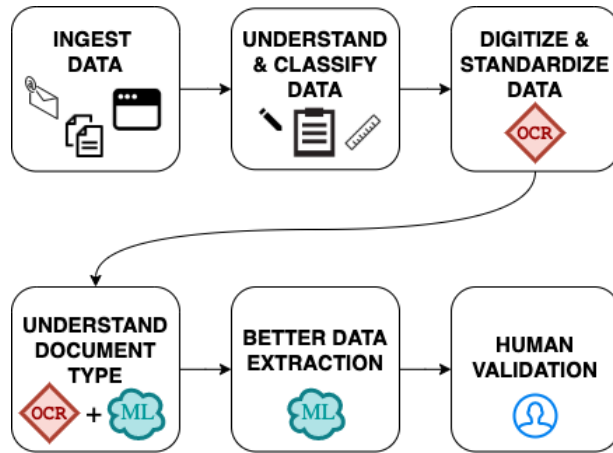 INGEST
DATA
@
UNDERSTAND
& CLASSIFY
DATA
DIGITIZE &
STANDARDIZE
DATA
OCR
UNDERSTAND
DOCUMENT
TYPE
OCR + ML
BETTER DATA
EXTRACTION
ML
HUMAN
VALIDATION